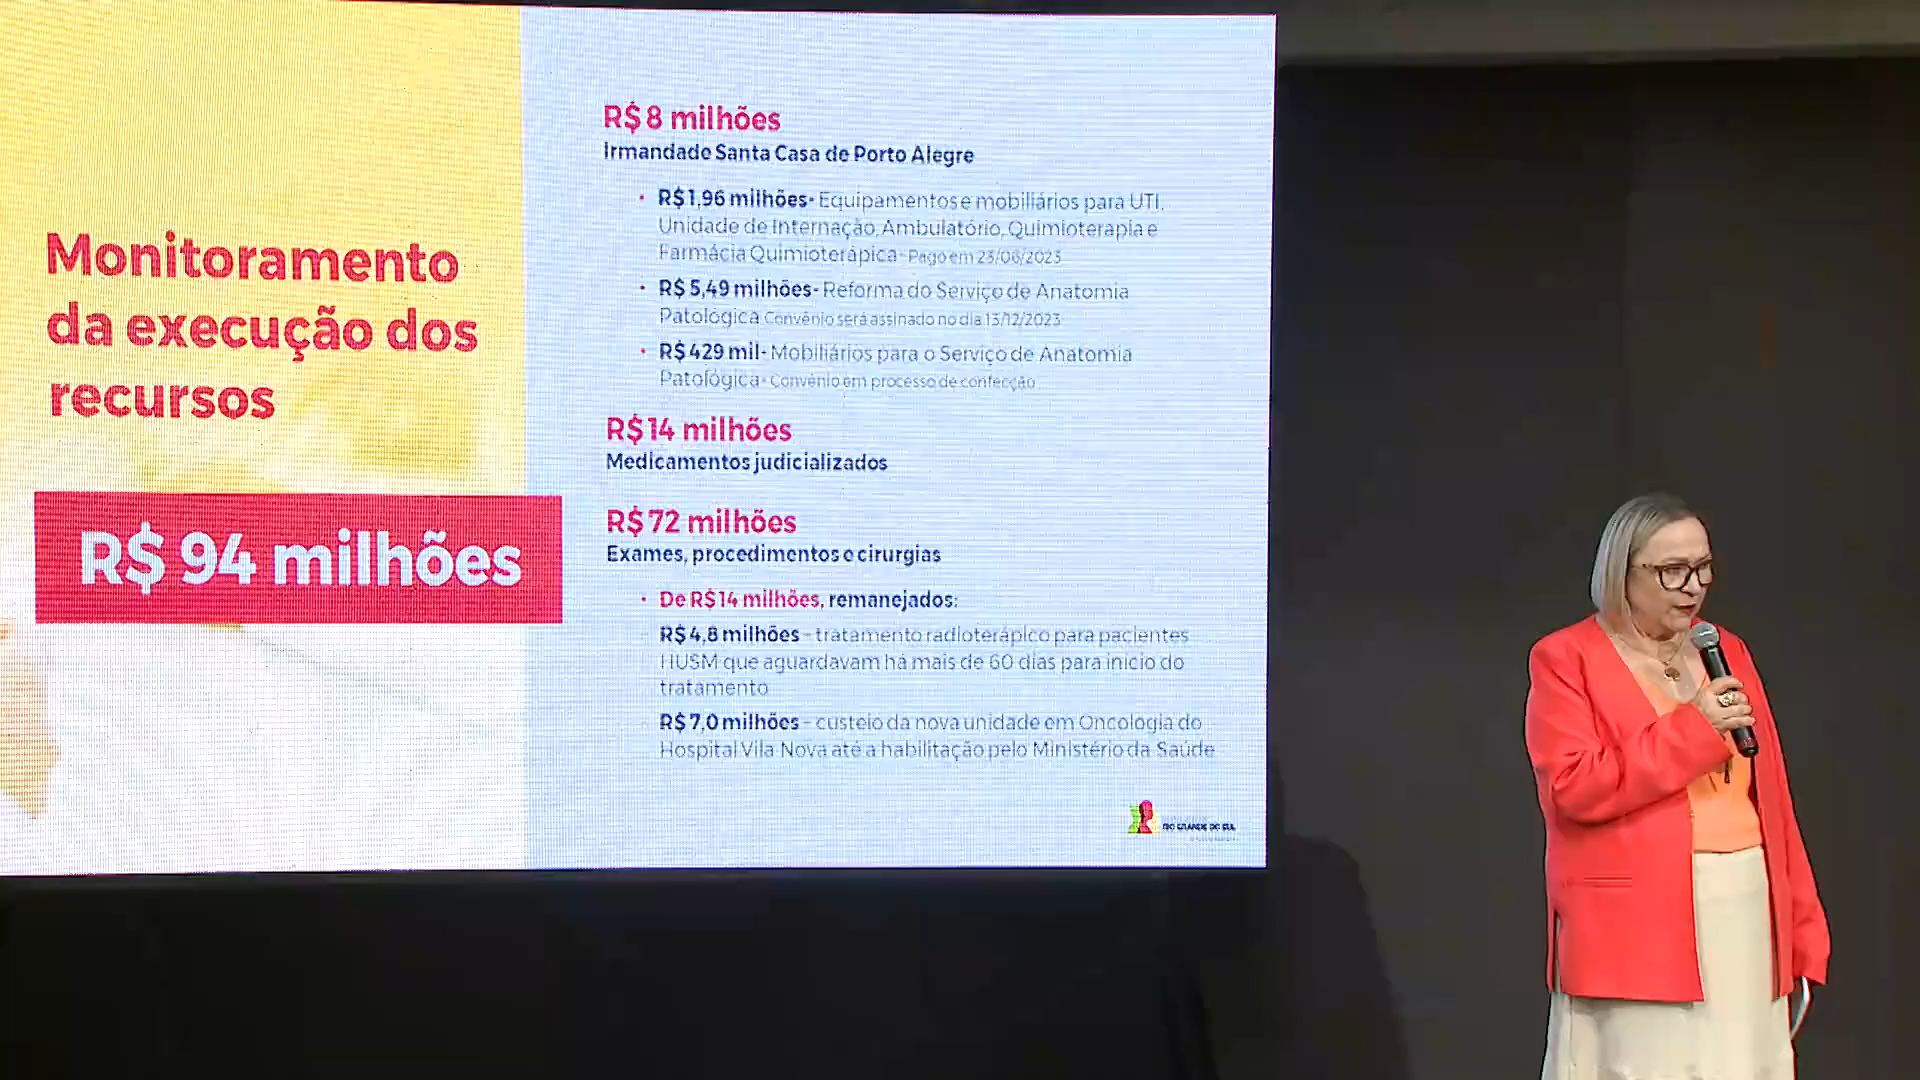 Monitoramento
da execução dos
recursos
R$ 94 milhões
R$ 8 milhões
Irmandade Santa Casa de Porto Alegre
• R$ 1,96 milhões - Equipamentos e mobiliários para UTI,
Unidade de Internação, Ambulatório, Quimioterapia e
Farmácia Quimioterápica - Pago em 23/06/2023
• R$ 5,49 milhões - Reforma do Serviço de Anatomia
Patológica Convênio será assinado no dia 13/12/2023
• R$ 429 mil - Mobiliários para o Serviço de Anatomia
Patológica - Convênio em processo de confecção
R$ 14 milhões
Medicamentos judicializados
R$ 72 milhões
Exames, procedimentos e cirurgias
• De R$ 14 milhões, remanejados:
- R$ 4,8 milhões - tratamento radioterápico para pacientes
HUSM que aguardavam há mais de 60 dias para início do
tratamento
- R$ 7,0 milhões - custeio da nova unidade em Oncologia do
Hospital Vila Nova até a habilitação pelo Ministério da Saúde
RIO GRANDE DO SUL